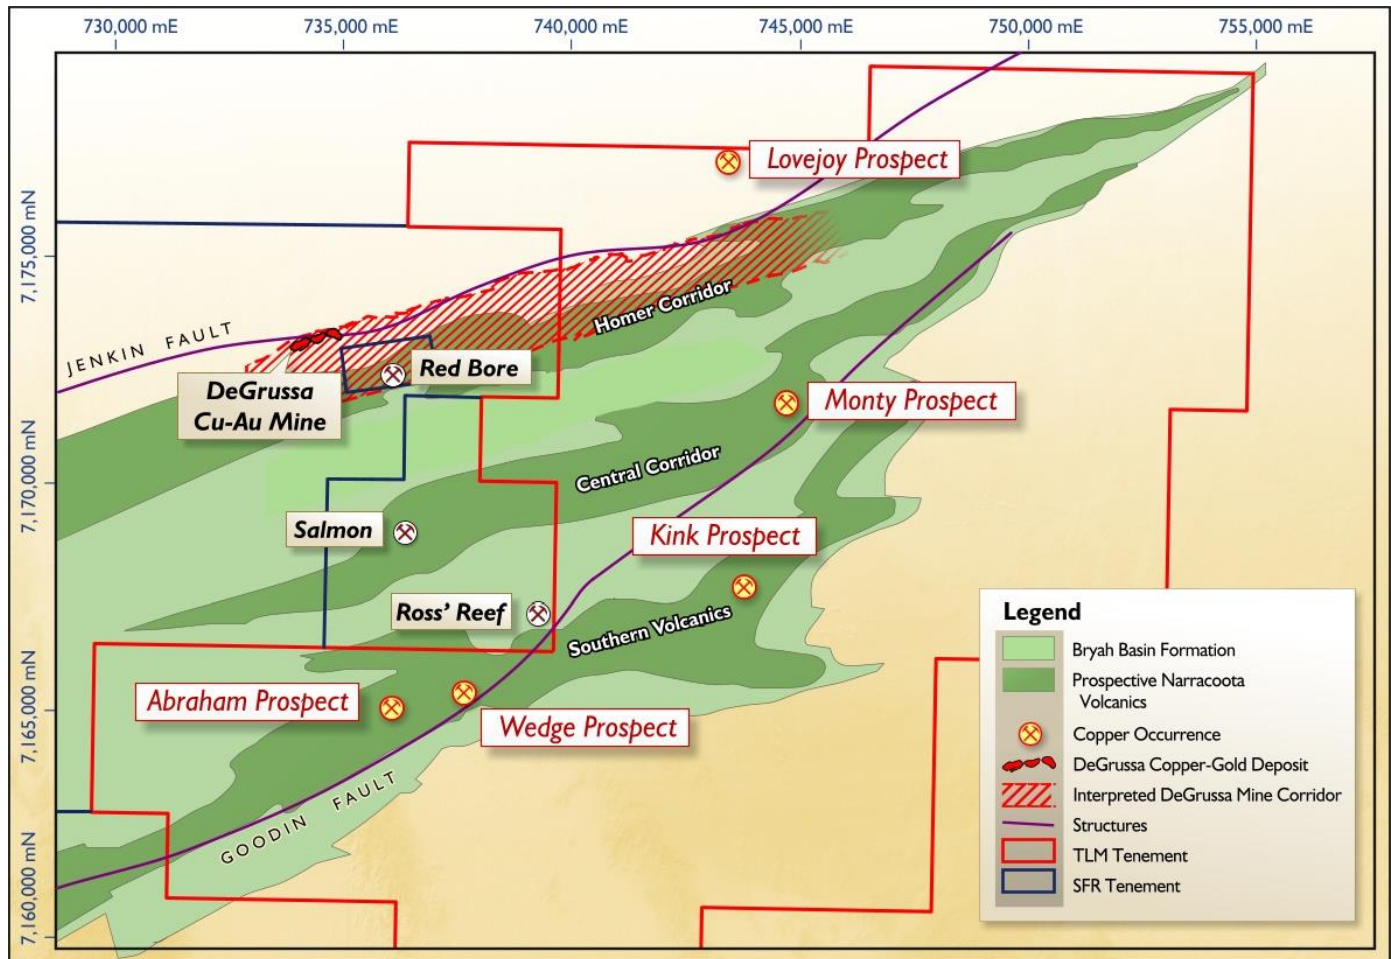 730,000 mE
735,000 mE
740,000 mE
745,000 mE
750,000 mE
755,000 mE
7,175,000 mN
7,170,000 mN
7,165,000 mN
7,160,000 mN
Lovejoy Prospect
JENKIN FAULT
Homer Corridor
Red Bore
DeGrussa
Cu-Au Mine
Monty Prospect
Central Corridor
Salmon
Kink Prospect
Ross' Reef
Southern Volcanics
Abraham Prospect
Wedge Prospect
GOODIN FAULT
Legend
Bryah Basin Formation
Prospective Narracoota
Volcanics
Copper Occurrence
DeGrussa Copper-Gold Deposit
Interpreted DeGrussa Mine Corridor
Structures
TLM Tenement
SFR Tenement